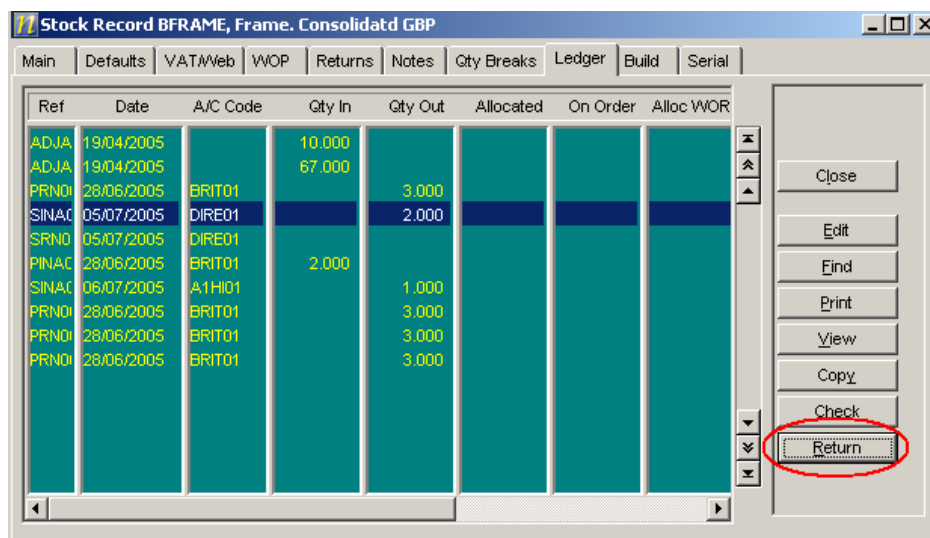 Stock Record BFRAME, Frame. Consolidatd GBP
Main Defaults VAT/Web WOP Returns Notes Qty Breaks Ledger Build Serial
Ref Date A/C Code Qty In Qty Out Allocated On Order Alloc WOR
ADJA 19/04/2005 10.000
ADJA 19/04/2005 67.000
PRN0 28/06/2005 BRIT01 3.000
SINA 05/07/2005 DIRE01 2.000
SRN0 05/07/2005 DIRE01
PINA 28/06/2005 BRIT01 2.000
SINA 06/07/2005 A1HI01 1.000
PRN0 28/06/2005 BRIT01 3.000
PRN0 28/06/2005 BRIT01 3.000
PRN0 28/06/2005 BRIT01 3.000
Close
Edit
Find
Print
View
Copy
Check
Return